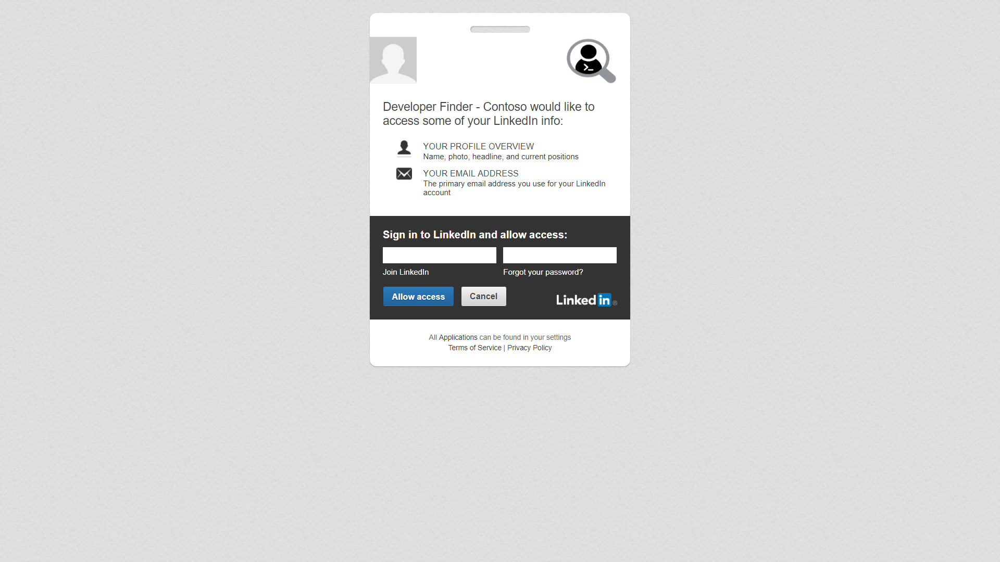 Developer Finder - Contoso would like to
access some of your LinkedIn info:
YOUR PROFILE OVERVIEW
Name, photo, headline, and current positions
YOUR EMAIL ADDRESS
The primary email address you use for your LinkedIn
account
Sign in to LinkedIn and allow access:
Join LinkedIn
Forgot your password?
Allow access
Cancel
Linked in ®
All Applications can be found in your settings
Terms of Service | Privacy Policy